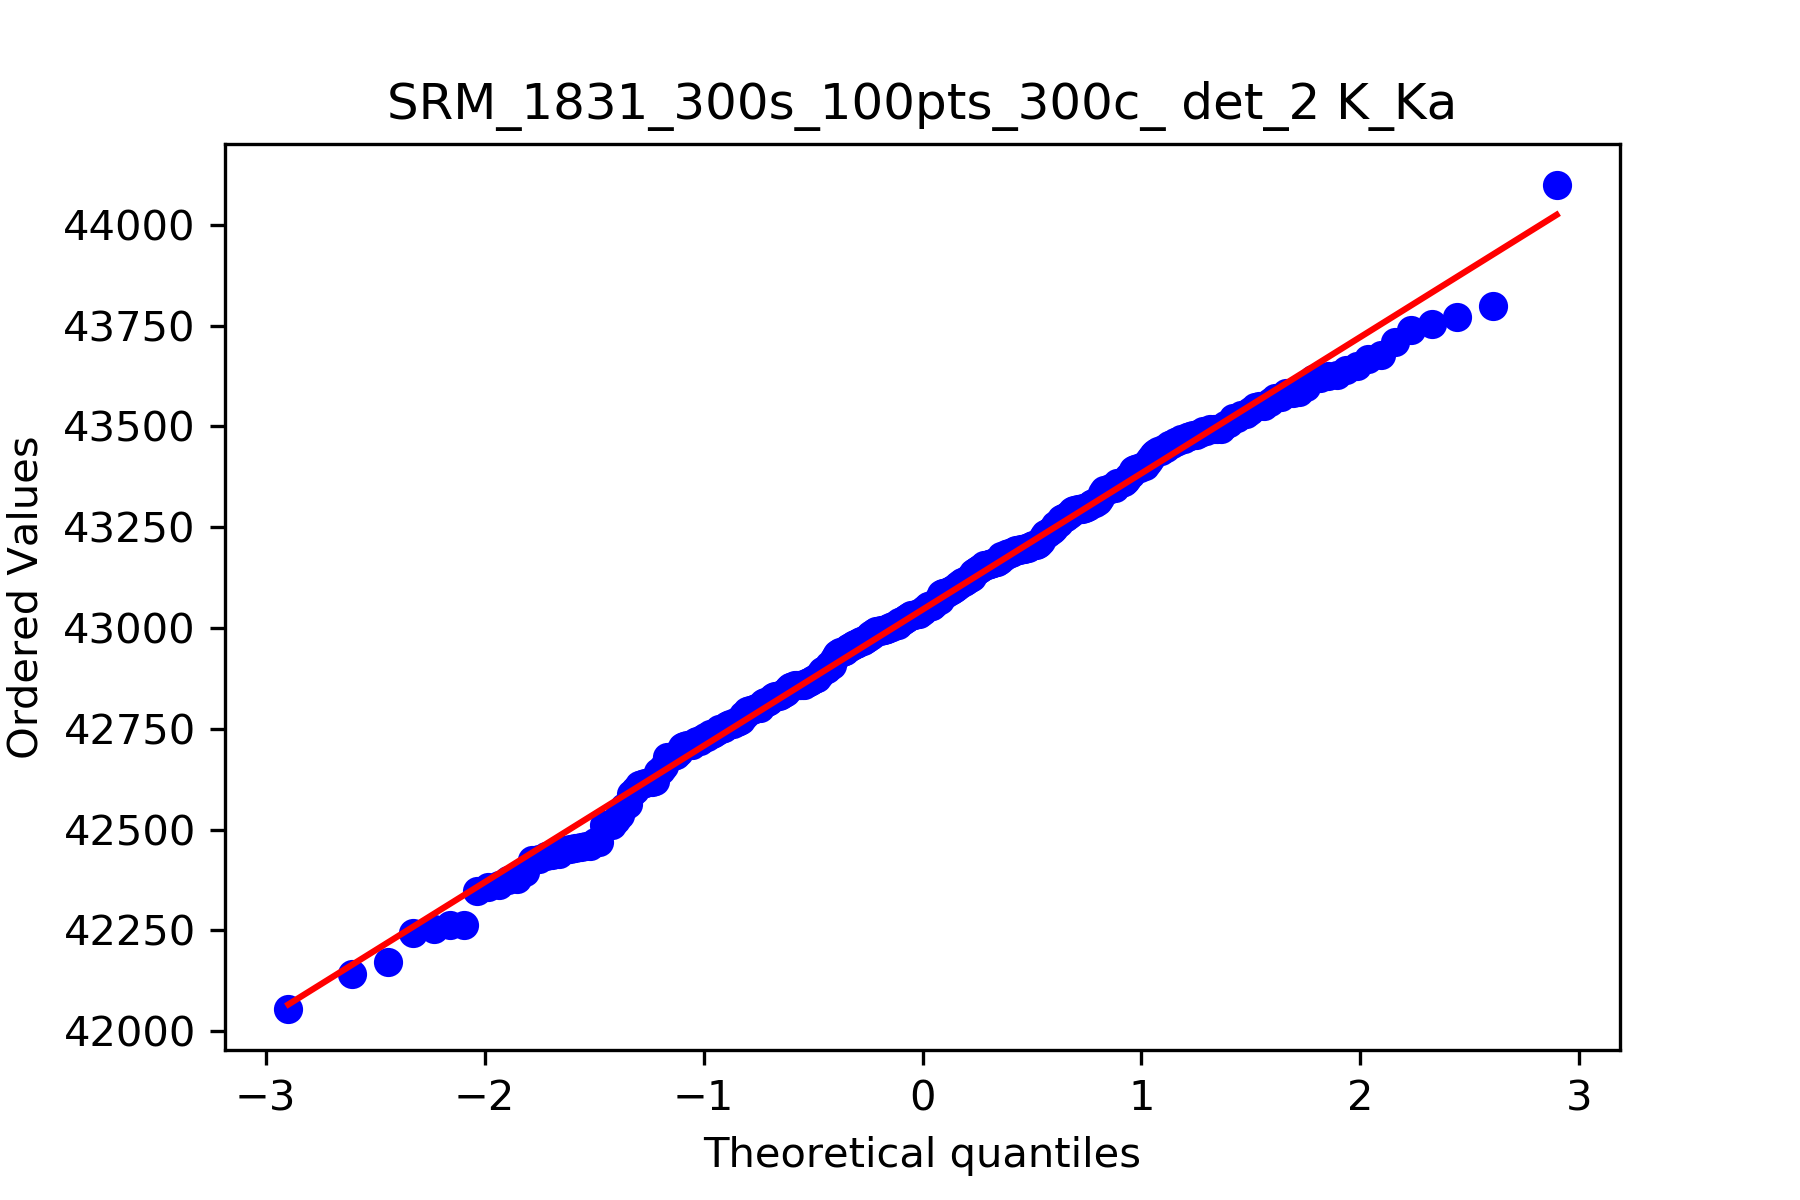 SRM_1831_300s_100pts_300c_ det_2 K_Ka
44000
43750
43500
43250
43000
42750
42500
42250
42000
Ordered Values
−3 −2 −1 0 1 2 3
Theoretical quantiles